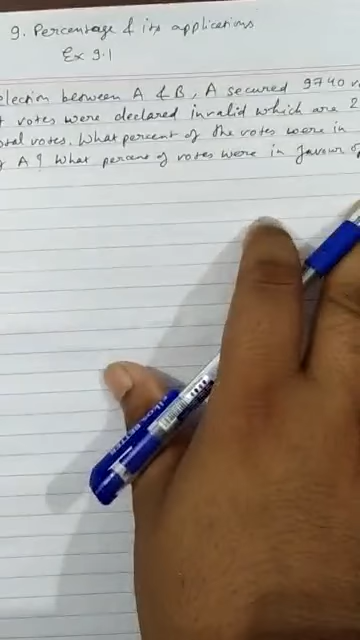 9. Percentage & its applications
Ex 9.1
election between A & B, A secured 9740
votes were declared invalid which are 2
votes. What percent of the votes were in
A? What percent of votes were in favour of